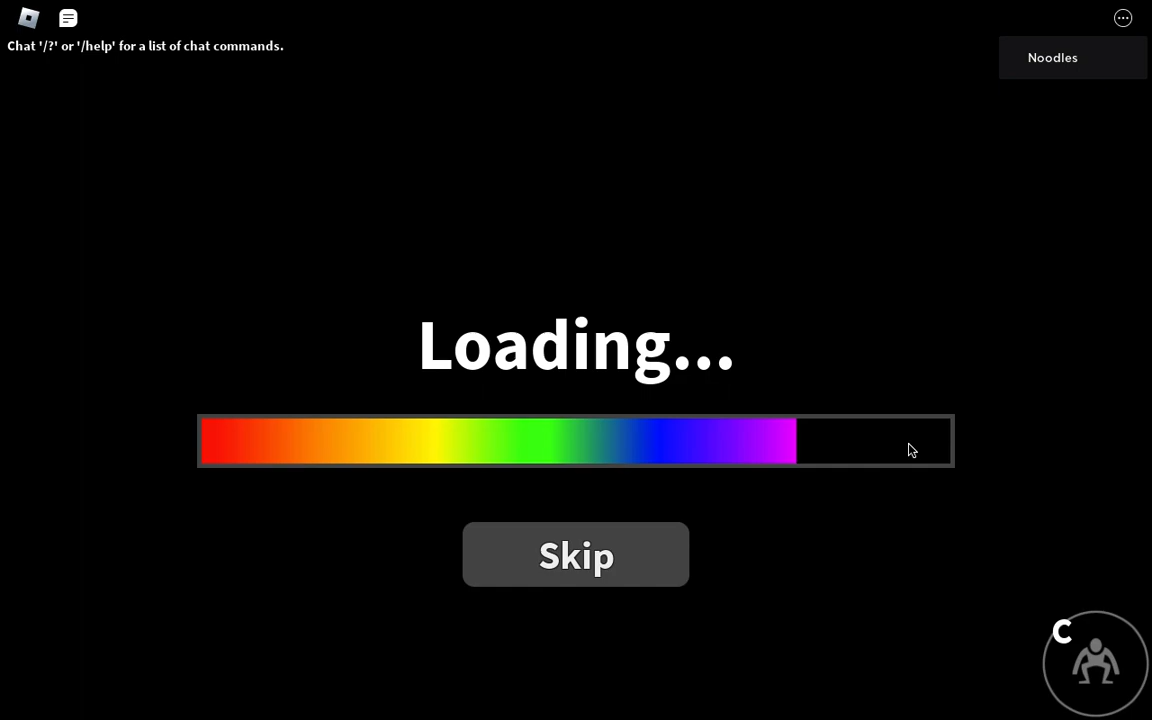 Chat '/?' or '/help' for a list of chat commands.
Noodles
Loading...
Skip
C